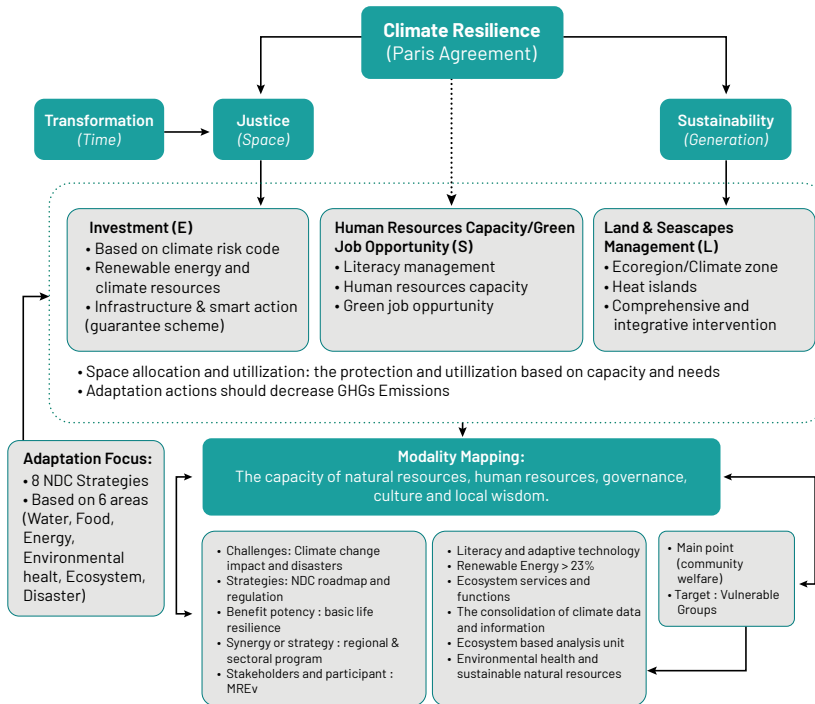 Climate Resilience
(Paris Agreement)
Transformation
(Time)
Justice
(Space)
Sustainability
(Generation)
Investment (E)
• Based on climate risk code
• Renewable energy and
climate resources
• Infrastructure & smart action
(guarantee scheme)
Human Resources Capacity/Green
Job Opportunity (S)
• Literacy management
• Human resources capacity
• Green job oppurtunity
Land & Seascapes
Management (L)
• Ecoregion/Climate zone
• Heat islands
• Comprehensive and
integrative intervention
• Space allocation and utilization: the protection and utilization based on capacity and needs
• Adaptation actions should decrease GHGs Emissions
Adaptation Focus:
• 8 NDC Strategies
• Based on 6 areas
(Water, Food,
Energy,
Environmental
healt, Ecosystem,
Disaster)
Modality Mapping:
The capacity of natural resources, human resources, governance,
culture and local wisdom.
• Challenges: Climate change
impact and disasters
• Strategies: NDC roadmap and
regulation
• Benefit potency : basic life
resilience
• Synergy or strategy : regional &
sectoral program
• Stakeholders and participant :
MREv
• Literacy and adaptive technology
• Renewable Energy > 23%
• Ecosystem services and
functions
• The consolidation of climate data
and information
• Ecosystem based analysis unit
• Environmental health and
sustainable natural resources
• Main point
(community
welfare)
• Target : Vulnerable
Groups